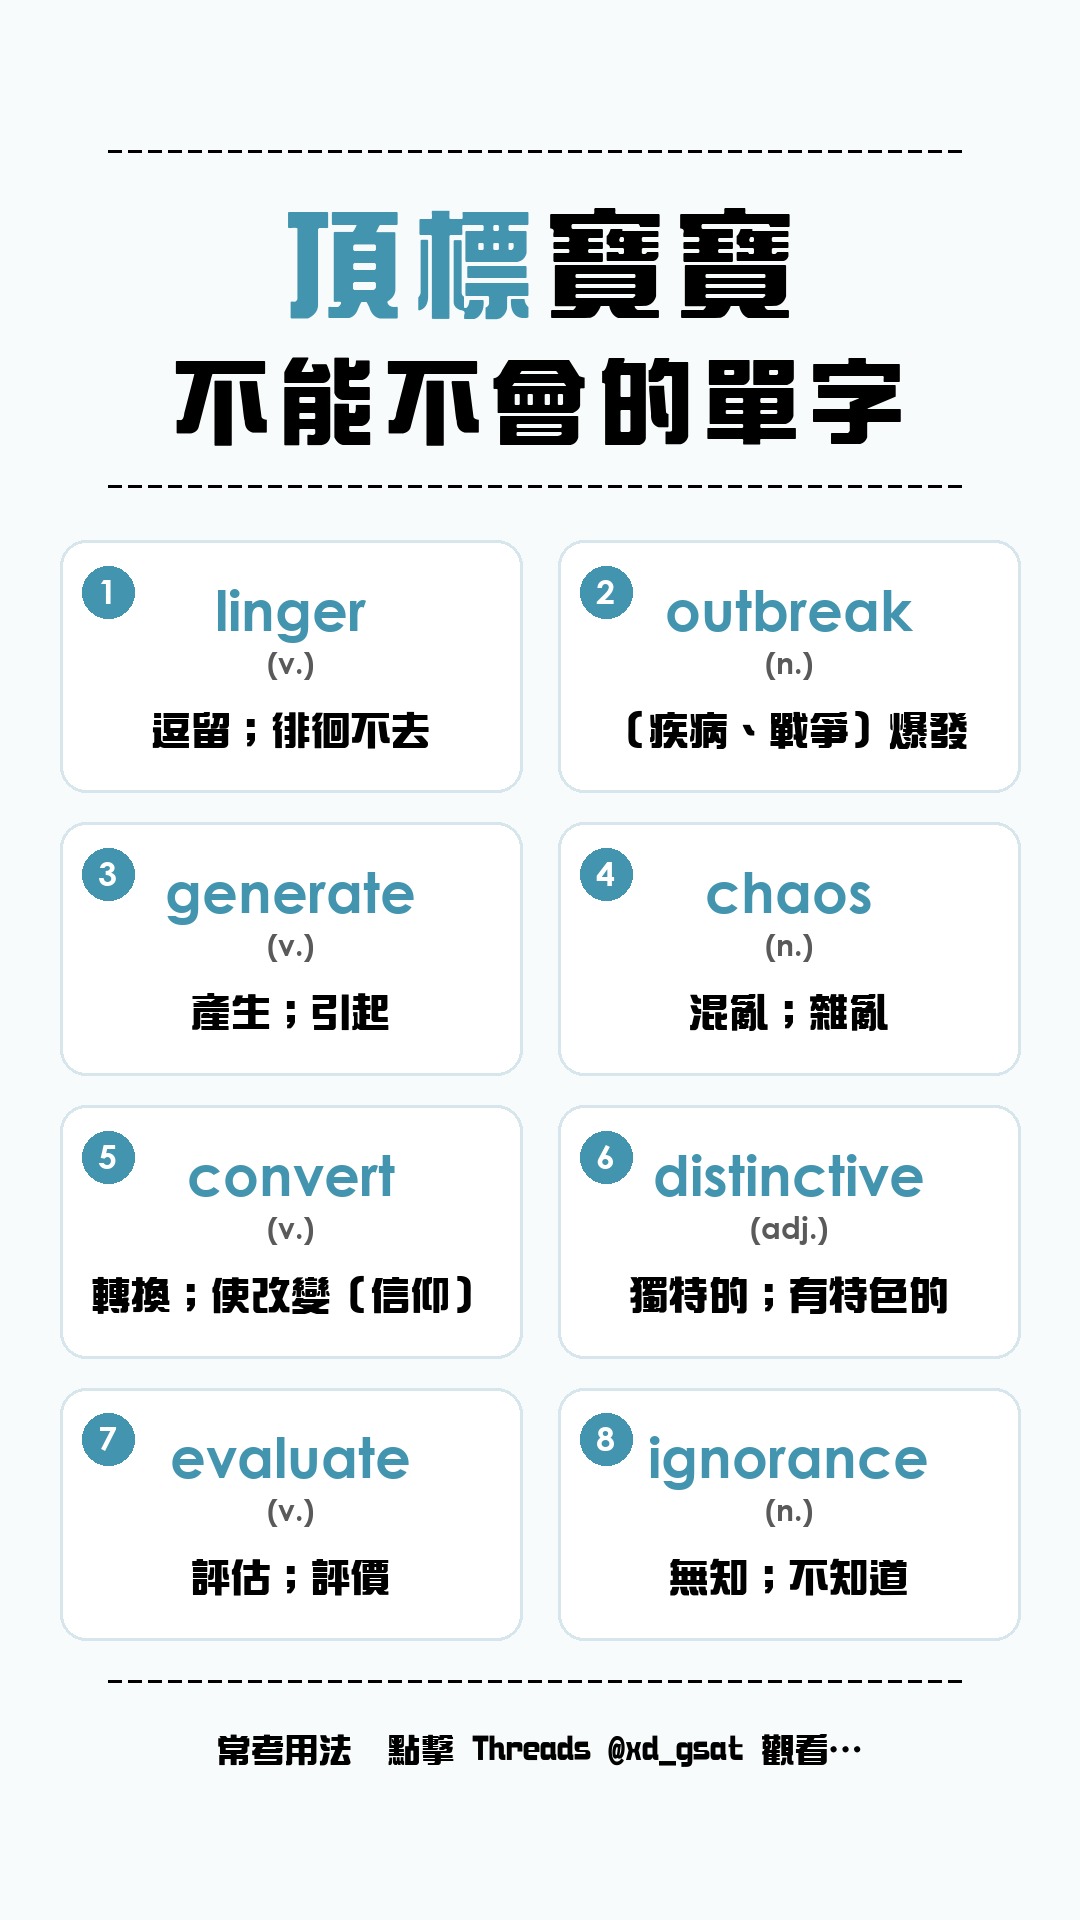 頂標寶寶
不能不會的單字
1
linger
(v.)
逗留；徘徊不去
2
outbreak
(n.)
（疾病、戰爭）爆發
3
generate
(v.)
產生；引起
4
chaos
(n.)
混亂；雜亂
5
convert
(v.)
轉換；使改變（信仰）
6
distinctive
(adj.)
獨特的；有特色的
7
evaluate
(v.)
評估；評價
8
ignorance
(n.)
無知；不知道
常考用法　點擊 Threads @xd_gsat 觀看…